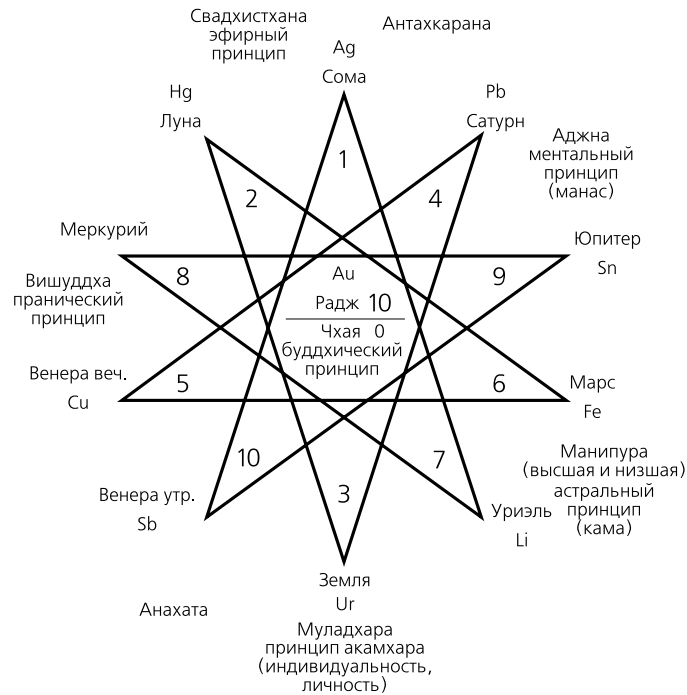 Свадхистхана
эфирный
принцип
Антахкарана
Ag
Сома
Hg
Луна
Pb
Сатурн
Аджна
ментальный
принцип
(манас)
1
2
4
Меркурий
Юпитер
Sn
8
9
Вишуддха
пранический
принцип
Au
Радж 10
Чхая 0
буддхический
принцип
Венера веч.
Cu
5
6
Марс
Fe
10
3
7
Манипура
(высшая и низшая)
астральный
принцип
(кама)
Венера утр.
Sb
Уриэль
Li
Земля
Ur
Анахата
Муладхара
принцип акамхара
(индивидуальность,
личность)